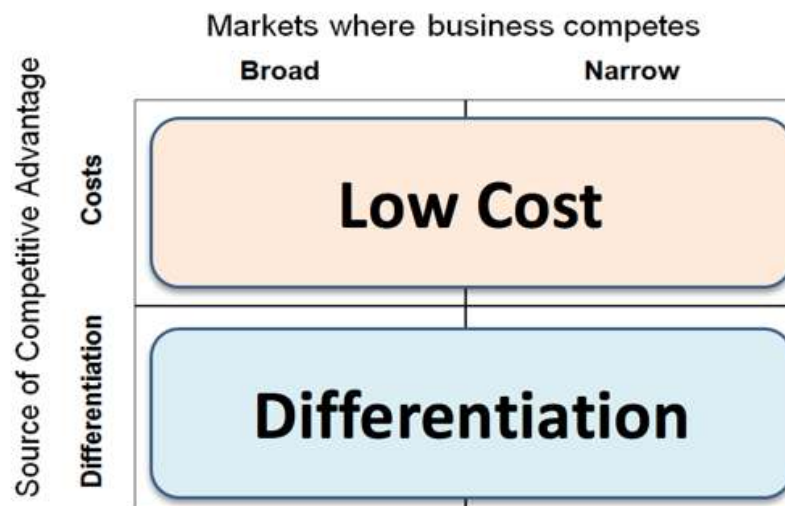 Markets where business competes
Broad
Narrow
Source of Competitive Advantage
Costs
Low Cost
Differentiation
Differentiation